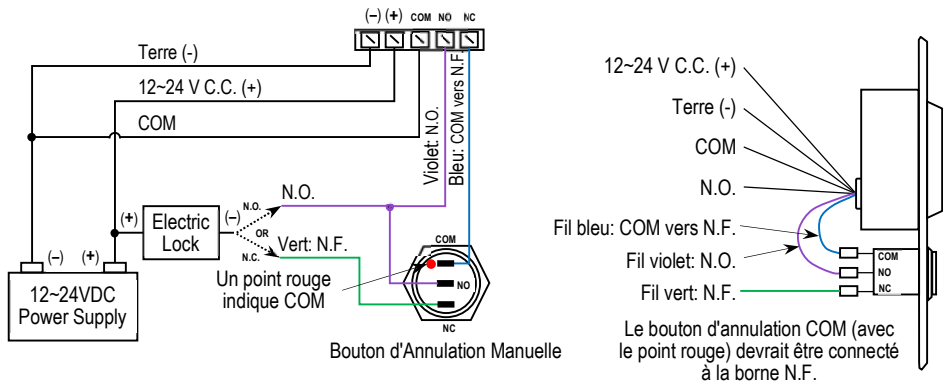 (–) (+) COM NO NC
Terre (-)
12~24 V C.C. (+)
COM
Violet: N.O.
Bleu: COM vers N.F.
N.O.
N.O.
(+)
Electric
Lock
(–)
OR
N.C.
Vert: N.F.
COM
NO
NC
Un point rouge
indique COM
(–) (+)
12~24VDC
Power Supply
Bouton d'Annulation Manuelle
12~24 V C.C. (+)
Terre (-)
COM
N.O.
Fil bleu: COM vers N.F.
Fil violet: N.O.
Fil vert: N.F.
COM
NO
NC
Le bouton d'annulation COM (avec
le point rouge) devrait être connecté
à la borne N.F.